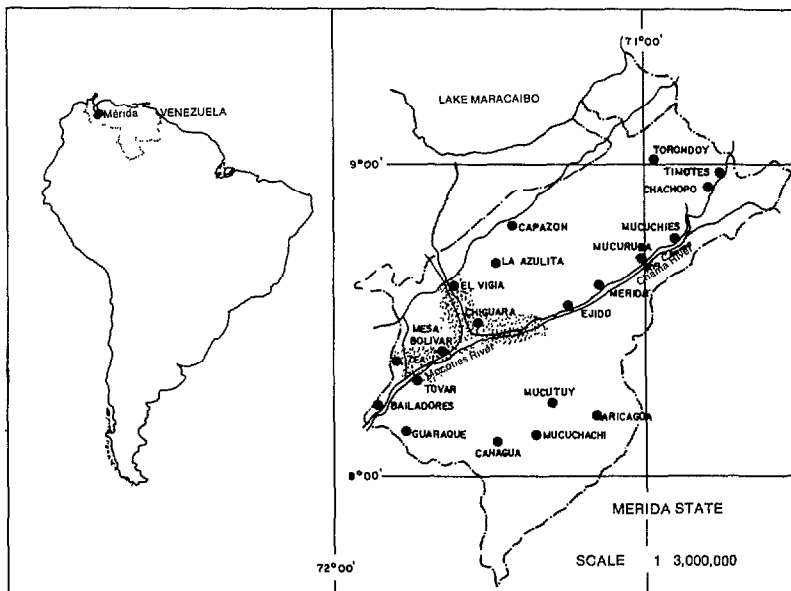 Mérida
VENEZUELA
71°00'
LAKE MARACAIBO
TORONDOY
9°00'
TIMOTES
CHACHOPO
CAPAZON
MUCUCHIES
MUCURUBA
LA AZULITA
Chama River
EL VIGIA
MERIDA
EJIDO
CHIGUARA
MESA
BOLIVAR
ZEA
Mocoties River
TOVAR
MUCUTUY
BAILADORES
ARICAGUA
GUARAQUE
MUCUCHACHI
CANAGUA
8°00'
MERIDA STATE
SCALE 1 3,000,000
72°00'